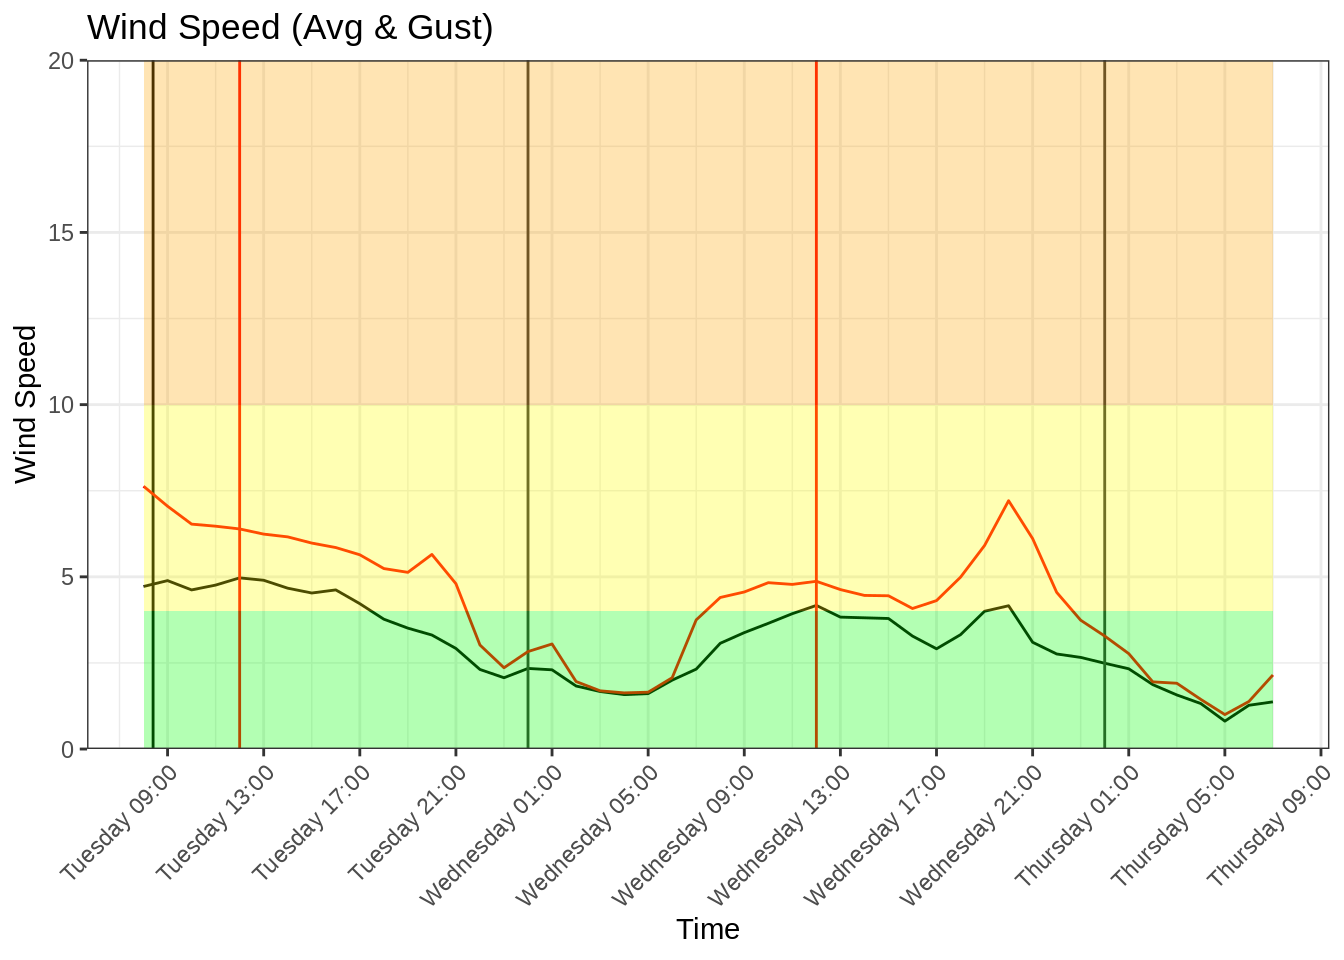 Wind Speed (Avg & Gust)
20
15
10
5
0
Wind Speed
Tuesday 09:00
Tuesday 13:00
Tuesday 17:00
Tuesday 21:00
Wednesday 01:00
Wednesday 05:00
Wednesday 09:00
Wednesday 13:00
Wednesday 17:00
Wednesday 21:00
Thursday 01:00
Thursday 05:00
Thursday 09:00
Time